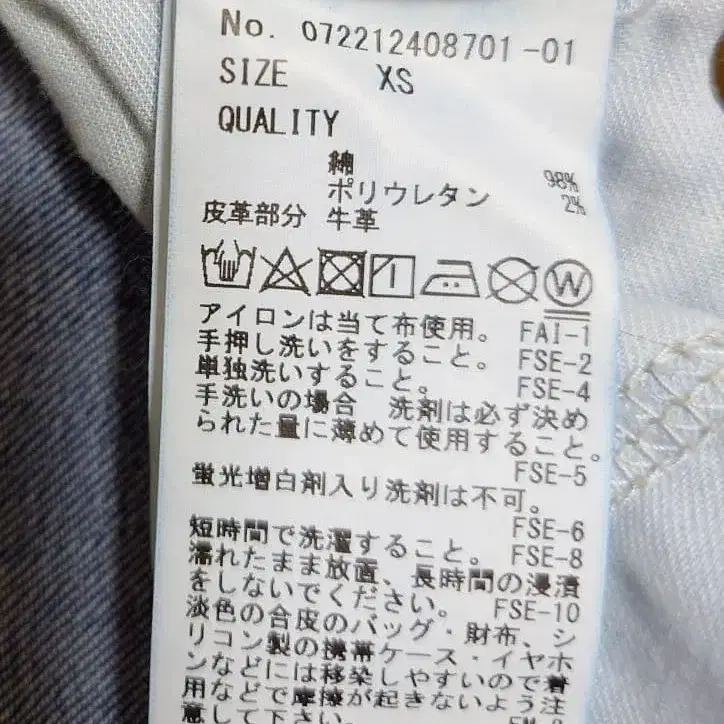 No. 072212408701-01
SIZE XS
QUALITY
綿 98%
ポリウレタン 2%
皮革部分 牛革
W
アイロンは当て布使用。 FAI-1
手押し洗いをすること。 FSE-2
単独洗いすること。 FSE-4
手洗いの場合 洗剤は必ず決め
られた量に薄めて使用すること。
FSE-5
蛍光増白剤入り洗剤は不可。
FSE-6
短時間で洗濯すること。 FSE-8
濡れたまま放置、長時間の浸漬
をしないでください。 FSE-10
淡色の合皮のバッグ・財布、シ
リコン製の携帯ケース・イヤホ
ンなどには移染しやすいので着
用などで摩擦が起きないよう注
意して下さい。